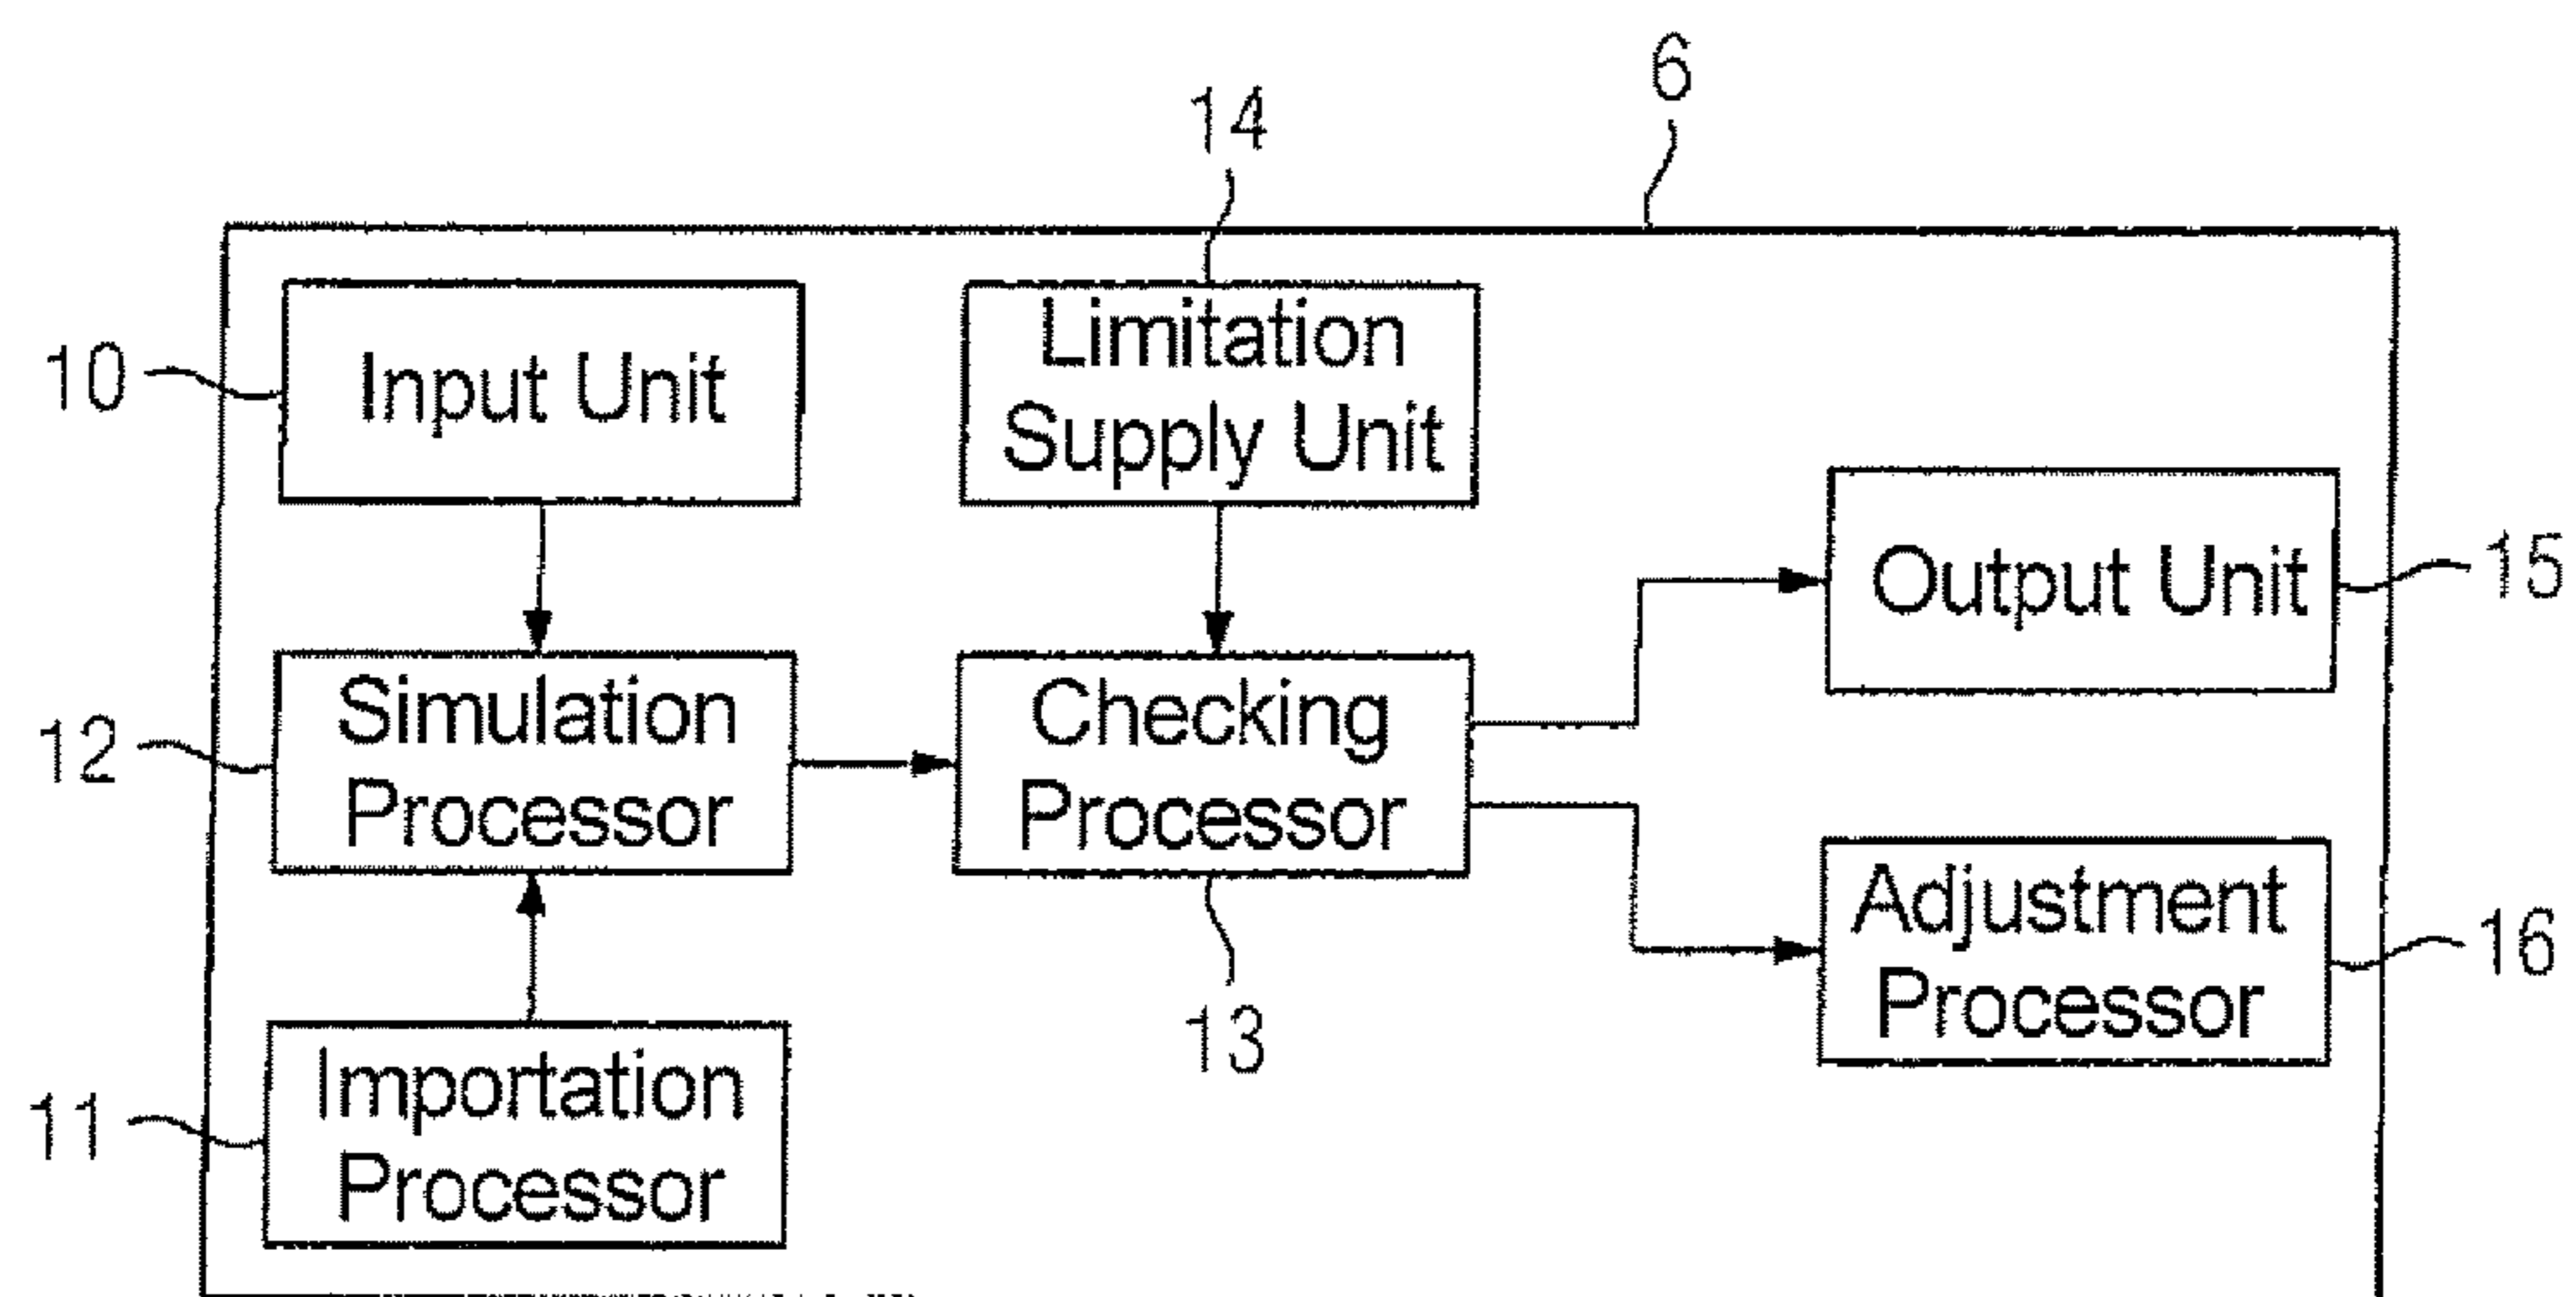 6
14
10
Input Unit
Limitation
Supply Unit
Output Unit
15
12
Simulation
Processor
Checking
Processor
13
Adjustment
Processor
16
11
Importation
Processor